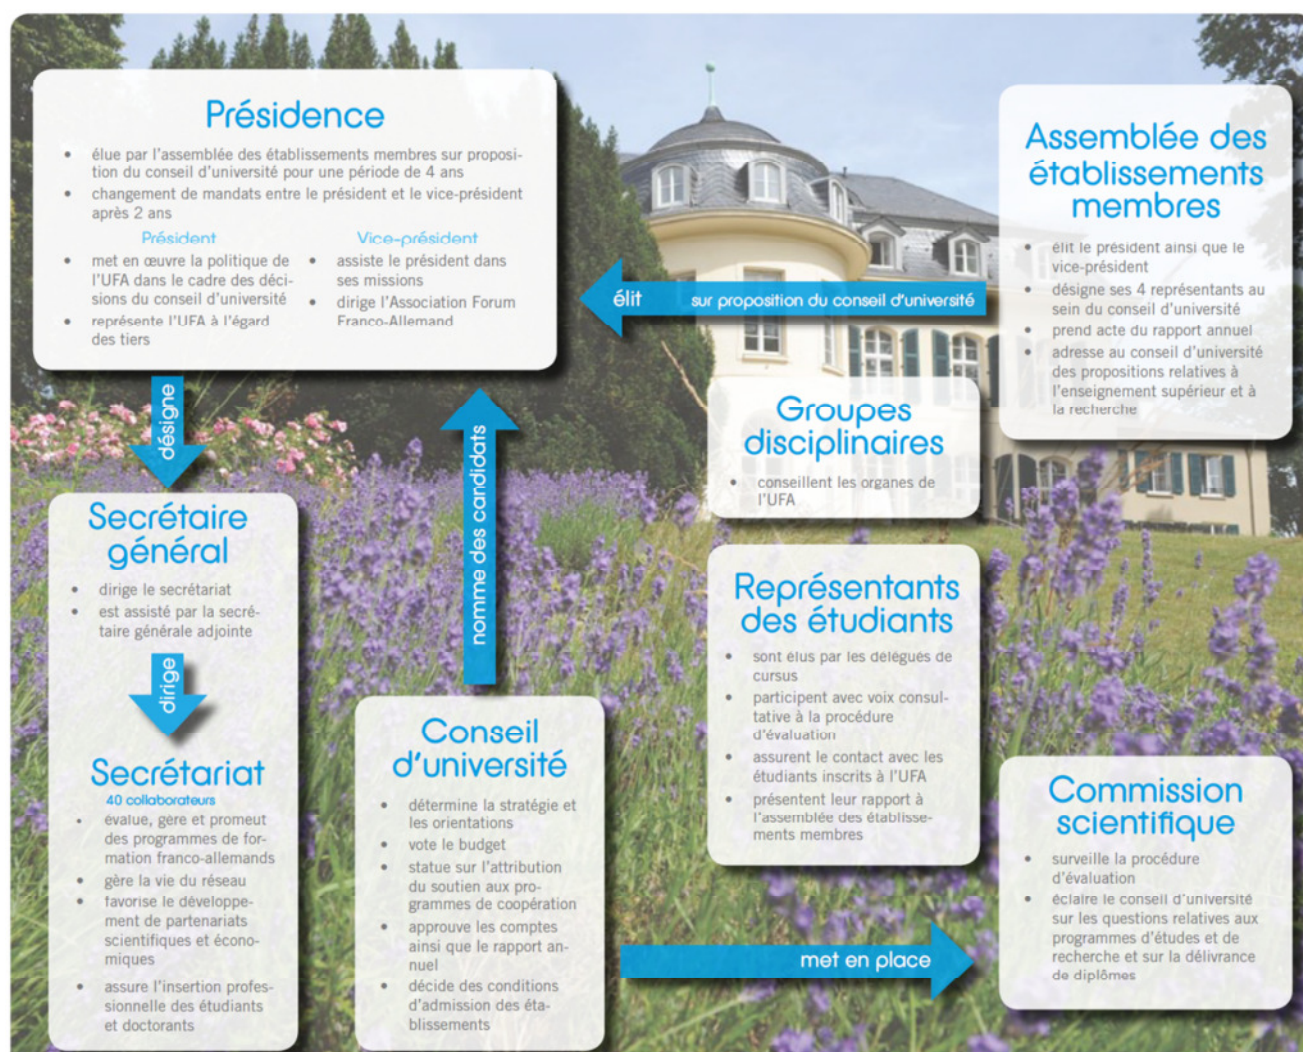 Présidence
• élue par l'assemblée des établissements membres sur proposi-
tion du conseil d'université pour une période de 4 ans
• changement de mandats entre le président et le vice-président
après 2 ans
Président
• met en œuvre la politique de
l'UFA dans le cadre des déci-
sions du conseil d'université
• représente l'UFA à l'égard
des tiers
Vice-président
• assiste le président dans
ses missions
• dirige l'Association Forum
Franco-Allemand
Assemblée des
établissements
membres
• élit le président ainsi que le
vice-président
• désigne ses 4 représentants au
sein du conseil d'université
• prend acte du rapport annuel
• adresse au conseil d'université
des propositions relatives à
l'enseignement supérieur et à
la recherche
élit sur proposition du conseil d'université
désigne
nomme des candidats
Groupes
disciplinaires
• conseillent les organes de
l'UFA
Secrétaire
général
• dirige le secrétariat
• est assisté par la secré-
taire générale adjointe
dirige
Secrétariat
40 collaborateurs
• évalue, gère et promeut
des programmes de for-
mation franco-allemands
• gère la vie du réseau
• favorise le développe-
ment de partenariats
scientifiques et écono-
miques
• assure l'insertion profes-
sionnelle des étudiants
et doctorants
Conseil
d'université
• détermine la stratégie et
les orientations
• vote le budget
• statue sur l'attribution
du soutien aux pro-
grammes de coopération
• approuve les comptes
ainsi que le rapport an-
nuel
• décide des conditions
d'admission des éta-
blissements
Représentants
des étudiants
• sont élus par les délégués de
cursus
• participent avec voix consul-
tative à la procédure
d'évaluation
• assurent le contact avec les
étudiants inscrits à l'UFA
• présentent leur rapport à
l'assemblée des établisse-
ments membres
met en place
Commission
scientifique
• surveille la procédure
d'évaluation
• éclaire le conseil d'université
sur les questions relatives aux
programmes d'études et de
recherche et sur la délivrance
de diplômes